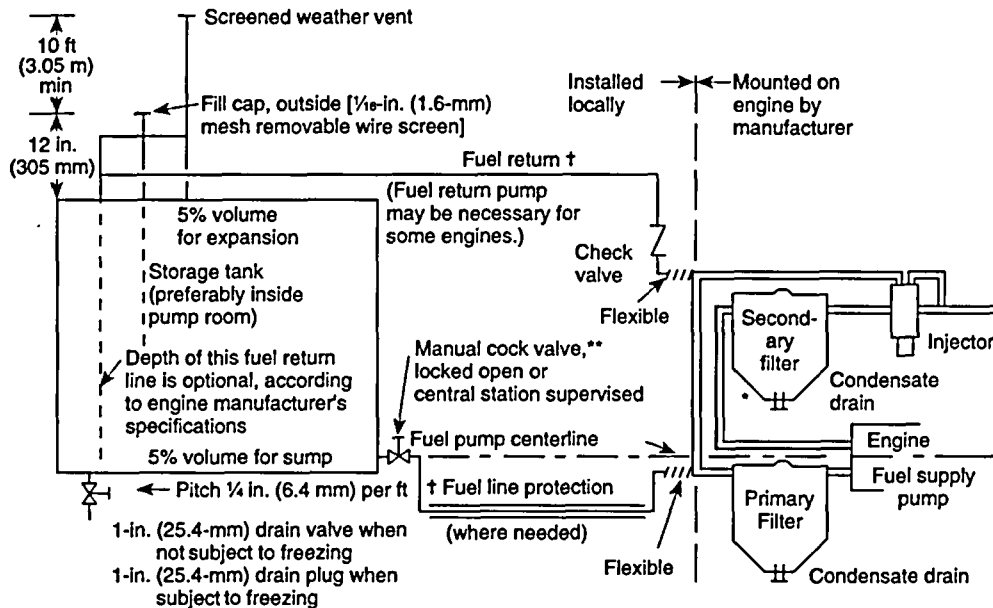 Screened weather vent
10 ft
(3.05 m)
min
Fill cap, outside [1⁄16-in. (1.6-mm)
mesh removable wire screen]
12 in.
(305 mm)
Installed
locally
Mounted on
engine by
manufacturer
Fuel return †
(Fuel return pump
may be necessary for
some engines.)
5% volume
for expansion
Storage tank
(preferably inside
pump room)
Depth of this fuel return
line is optional, according
to engine manufacturer's
specifications
5% volume for sump
Check
valve
Flexible
Second-
ary
filter
Injector
Condensate
drain
*
Manual cock valve,**
locked open or
central station supervised
Fuel pump centerline
Engine
Fuel supply
pump
Pitch 1⁄4 in. (6.4 mm) per ft
† Fuel line protection
(where needed)
Primary
Filter
Flexible
Condensate drain
1-in. (25.4-mm) drain valve when
not subject to freezing
1-in. (25.4-mm) drain plug when
subject to freezing